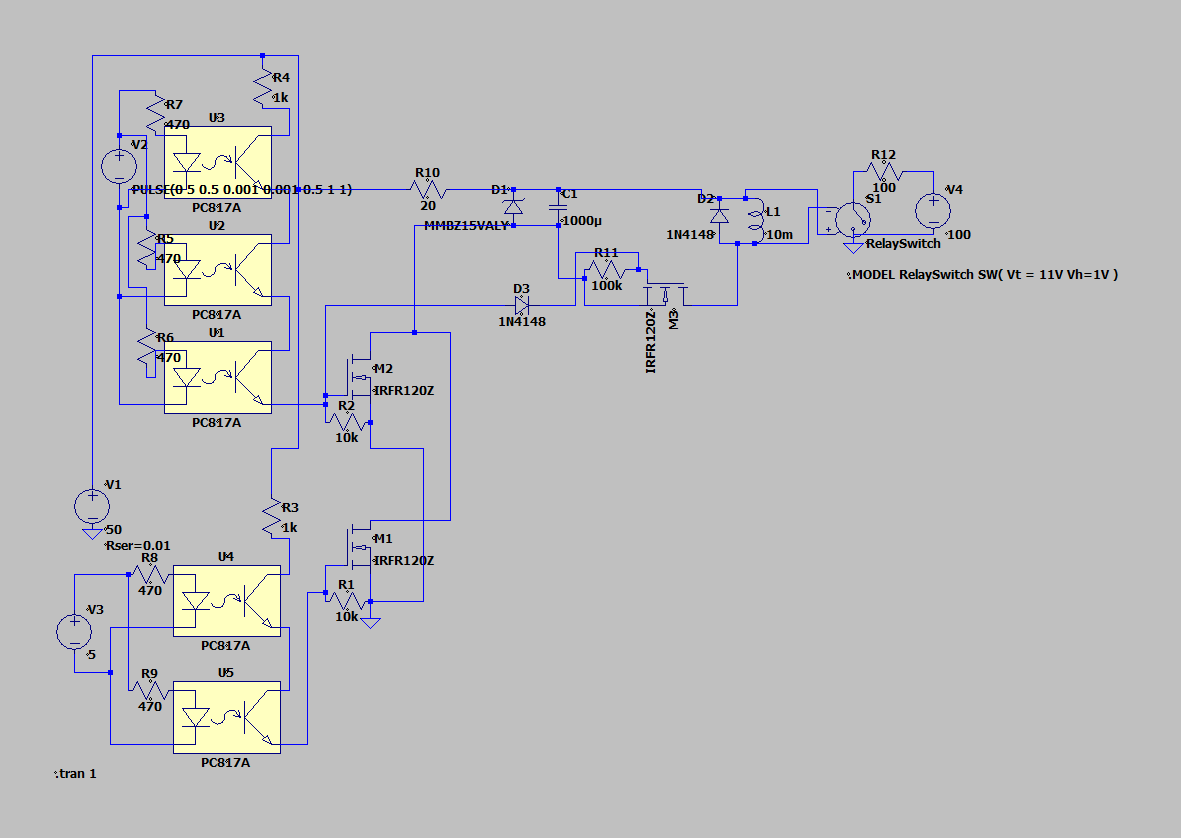 R4
1k
R7
470
U3
V2
PULSE(0 5 0.5 0.001 0.001 0.5 1 1)
PC817A
U2
R5
470
PC817A
U1
R6
470
PC817A
R10
20
D1
MMBZ15VALY
C1
1000µ
D2
1N4148
L1
10m
R12
100
S1
V4
100
RelaySwitch
.MODEL RelaySwitch SW( Vt = 11V Vh=1V )
R11
100k
D3
1N4148
IRFR120Z
M3
M2
IRFR120Z
R2
10k
V1
50
Rser=0.01
R3
1k
M1
IRFR120Z
R1
10k
R8
470
U4
PC817A
V3
5
R9
470
U5
PC817A
.tran 1